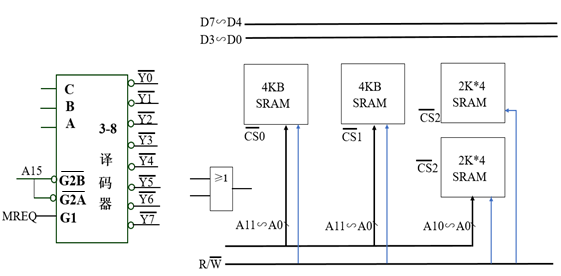 D7∽D4
D3∽D0
C
B
A
3-8
译
码
器
A15
G2B
G2A
MREQ
G1
Y0
Y1
Y2
Y3
Y4
Y5
Y6
Y7
≥1
4KB
SRAM
CS0
4KB
SRAM
CS1
2K*4
SRAM
CS2
2K*4
SRAM
CS2
A11∽A0
A11∽A0
A10∽A0
R/W